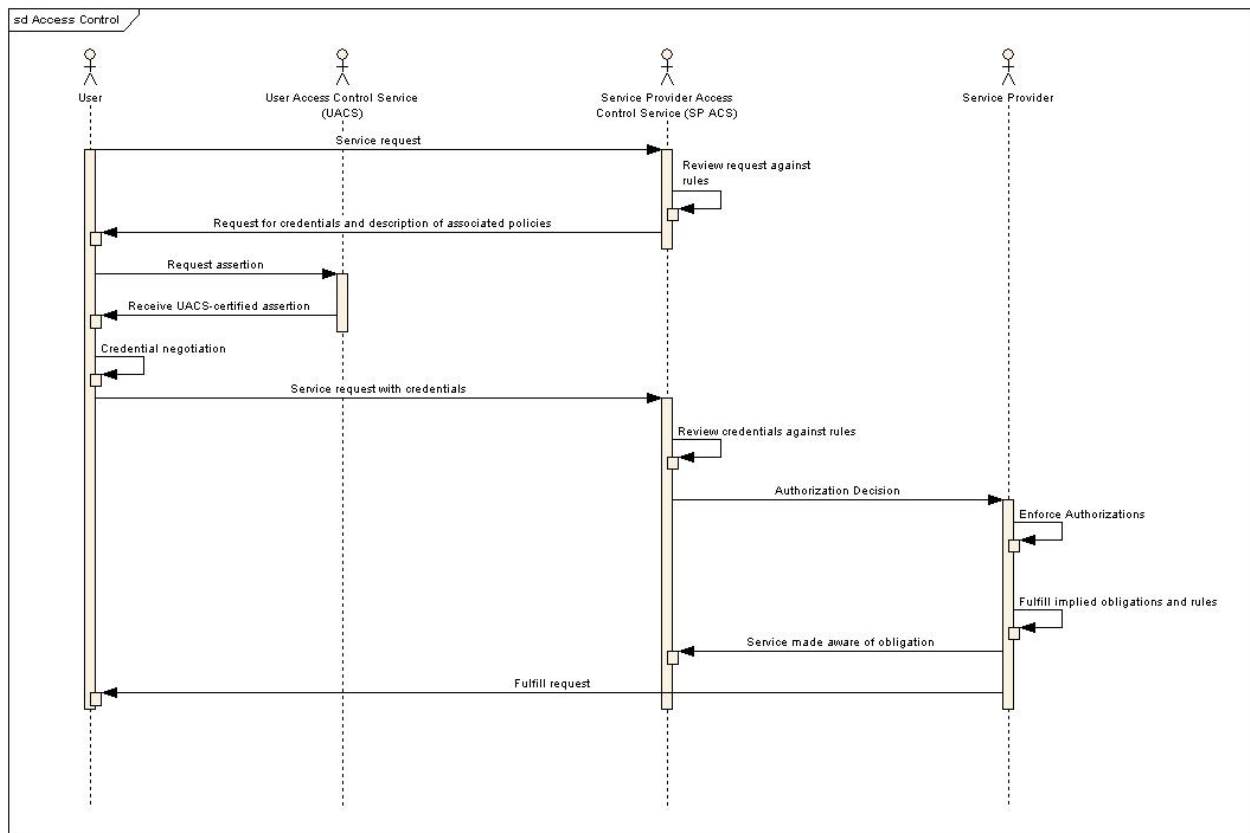 sd Access Control
User
User Access Control Service
(UACS)
Service Provider Access
Control Service (SP ACS)
Service Provider
Service request
Review request against
rules
Request for credentials and description of associated policies
Request assertion
Receive UACS-certified assertion
Credential negotiation
Service request with credentials
Review credentials against rules
Authorization Decision
Enforce Authorizations
Fulfill implied obligations and rules
Service made aware of obligation
Fulfill request